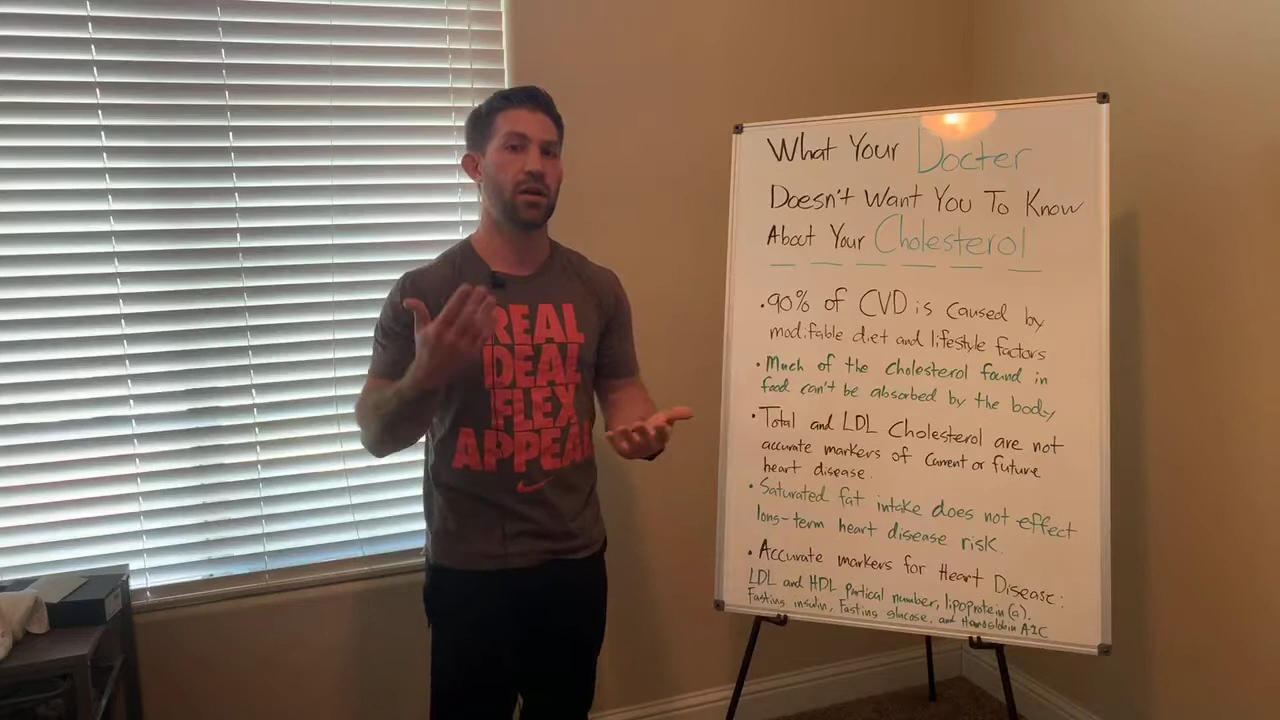 REAL
DEAL
FLEX
APPEAL
What Your Docter
Doesn't Want You To Know
About Your Cholesterol
• 90% of CVD is caused by
modifable diet and lifestyle factors
• Much of the cholesterol found in
food can't be absorbed by the body
• Total and LDL Cholesterol are not
accurate markers of current or future
heart disease.
• Saturated fat intake does not effect
long-term heart disease risk.
• Accurate markers for Heart Disease:
LDL and HDL Partical number, lipoprotein (a),
Fasting insulin, Fasting glucose, and A1C